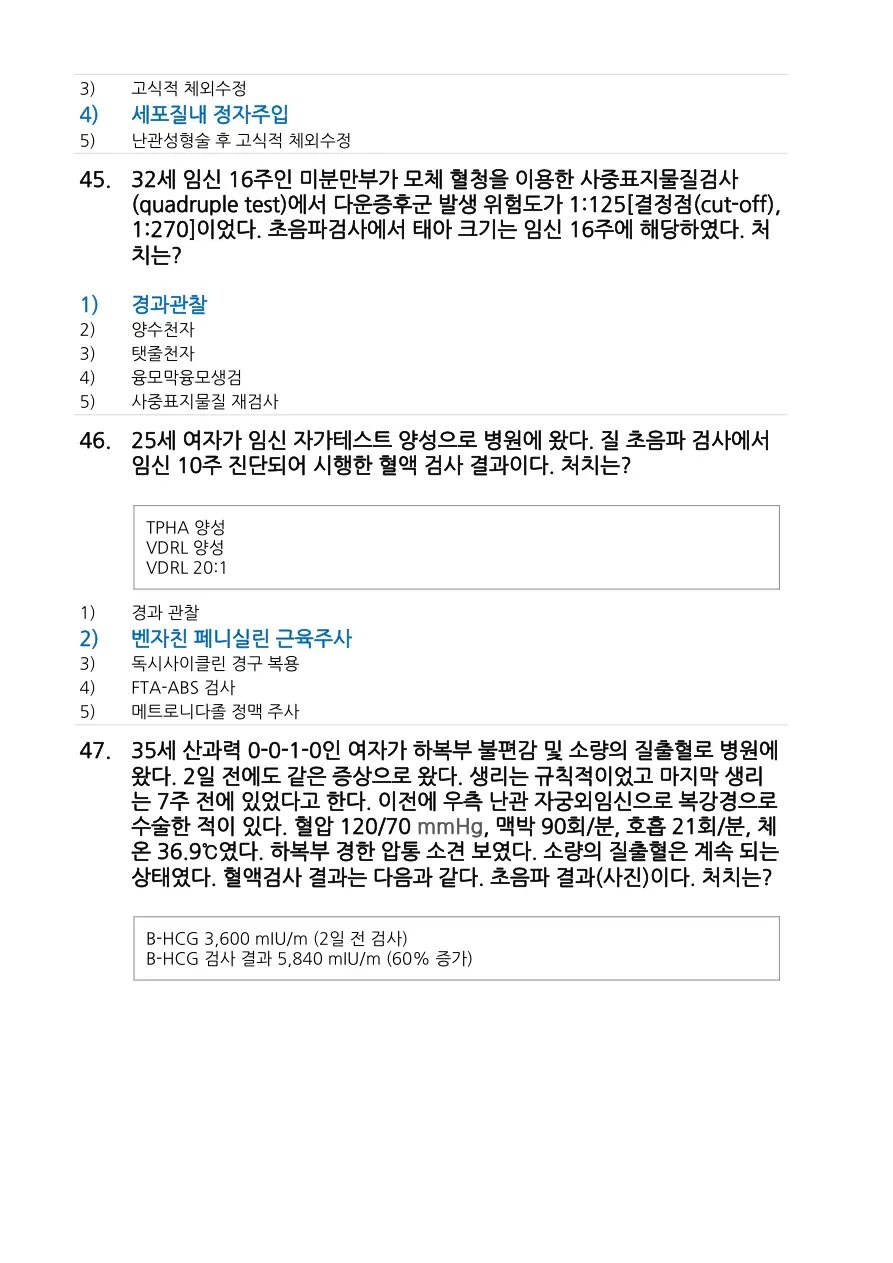 3) 고식적 체외수정
4) 세포질내 정자주입
5) 난관성형술 후 고식적 체외수정
45. 32세 임신 16주인 미분만부가 모체 혈청을 이용한 사중표지물질검사
(quadruple test)에서 다운증후군 발생 위험도가 1:125[결정점(cut-off),
1:270]이었다. 초음파검사에서 태아 크기는 임신 16주에 해당하였다. 처
치는?
1) 경과관찰
2) 양수천자
3) 탯줄천자
4) 융모막융모생검
5) 사중표지물질 재검사
46. 25세 여자가 임신 자가테스트 양성으로 병원에 왔다. 질 초음파 검사에서
임신 10주 진단되어 시행한 혈액 검사 결과이다. 처치는?
TPHA 양성
VDRL 양성
VDRL 20:1
1) 경과 관찰
2) 벤자친 페니실린 근육주사
3) 독시사이클린 경구 복용
4) FTA-ABS 검사
5) 메트로니다졸 정맥 주사
47. 35세 산과력 0-0-1-0인 여자가 하복부 불편감 및 소량의 질출혈로 병원에
왔다. 2일 전에도 같은 증상으로 왔다. 생리는 규칙적이었고 마지막 생리
는 7주 전에 있었다고 한다. 이전에 우측 난관 자궁외임신으로 복강경으로
수술한 적이 있다. 혈압 120/70 mmHg, 맥박 90회/분, 호흡 21회/분, 체
온 36.9℃였다. 하복부 경한 압통 소견 보였다. 소량의 질출혈은 계속 되는
상태였다. 혈액검사 결과는 다음과 같다. 초음파 결과(사진)이다. 처치는?
B-HCG 3,600 mIU/m (2일 전 검사)
B-HCG 검사 결과 5,840 mIU/m (60% 증가)